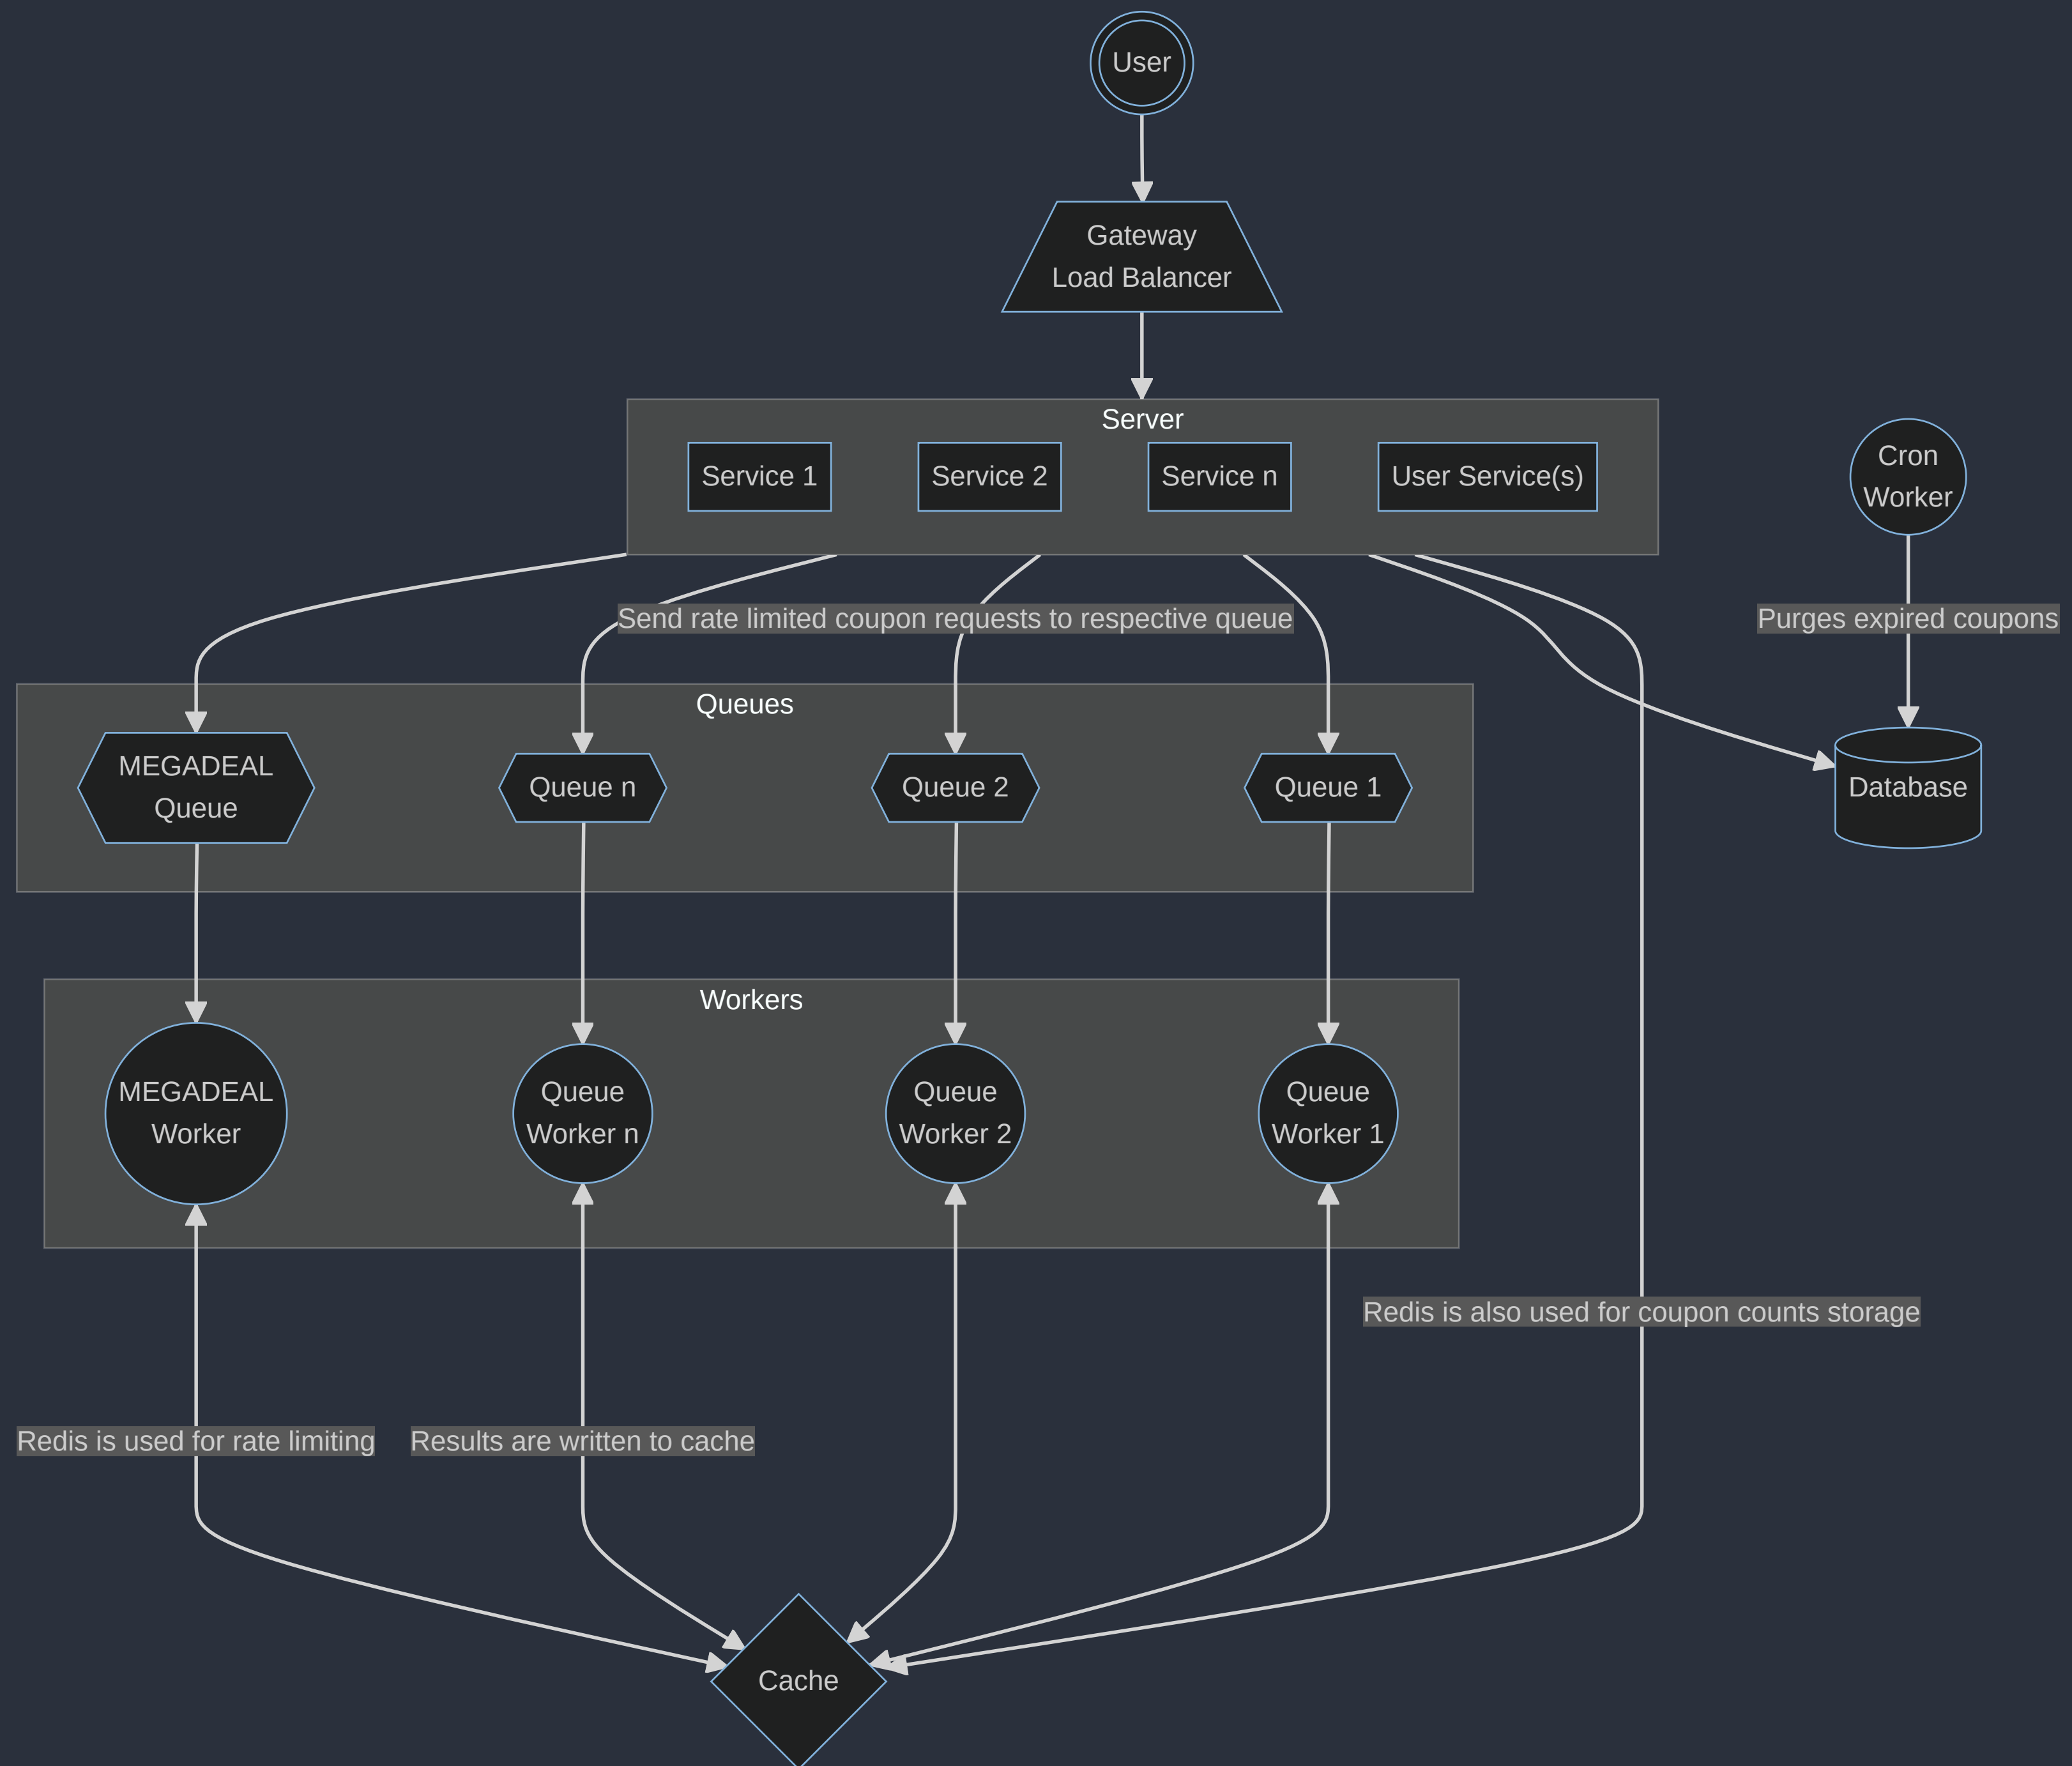 User
Gateway
Load Balancer
Server
Service 1
Service 2
Service n
User Service(s)
Cron
Worker
Send rate limited coupon requests to respective queue
Purges expired coupons
Queues
MEGADEAL
Queue
Queue n
Queue 2
Queue 1
Database
Workers
MEGADEAL
Worker
Queue
Worker n
Queue
Worker 2
Queue
Worker 1
Redis is also used for coupon counts storage
Redis is used for rate limiting
Results are written to cache
Cache